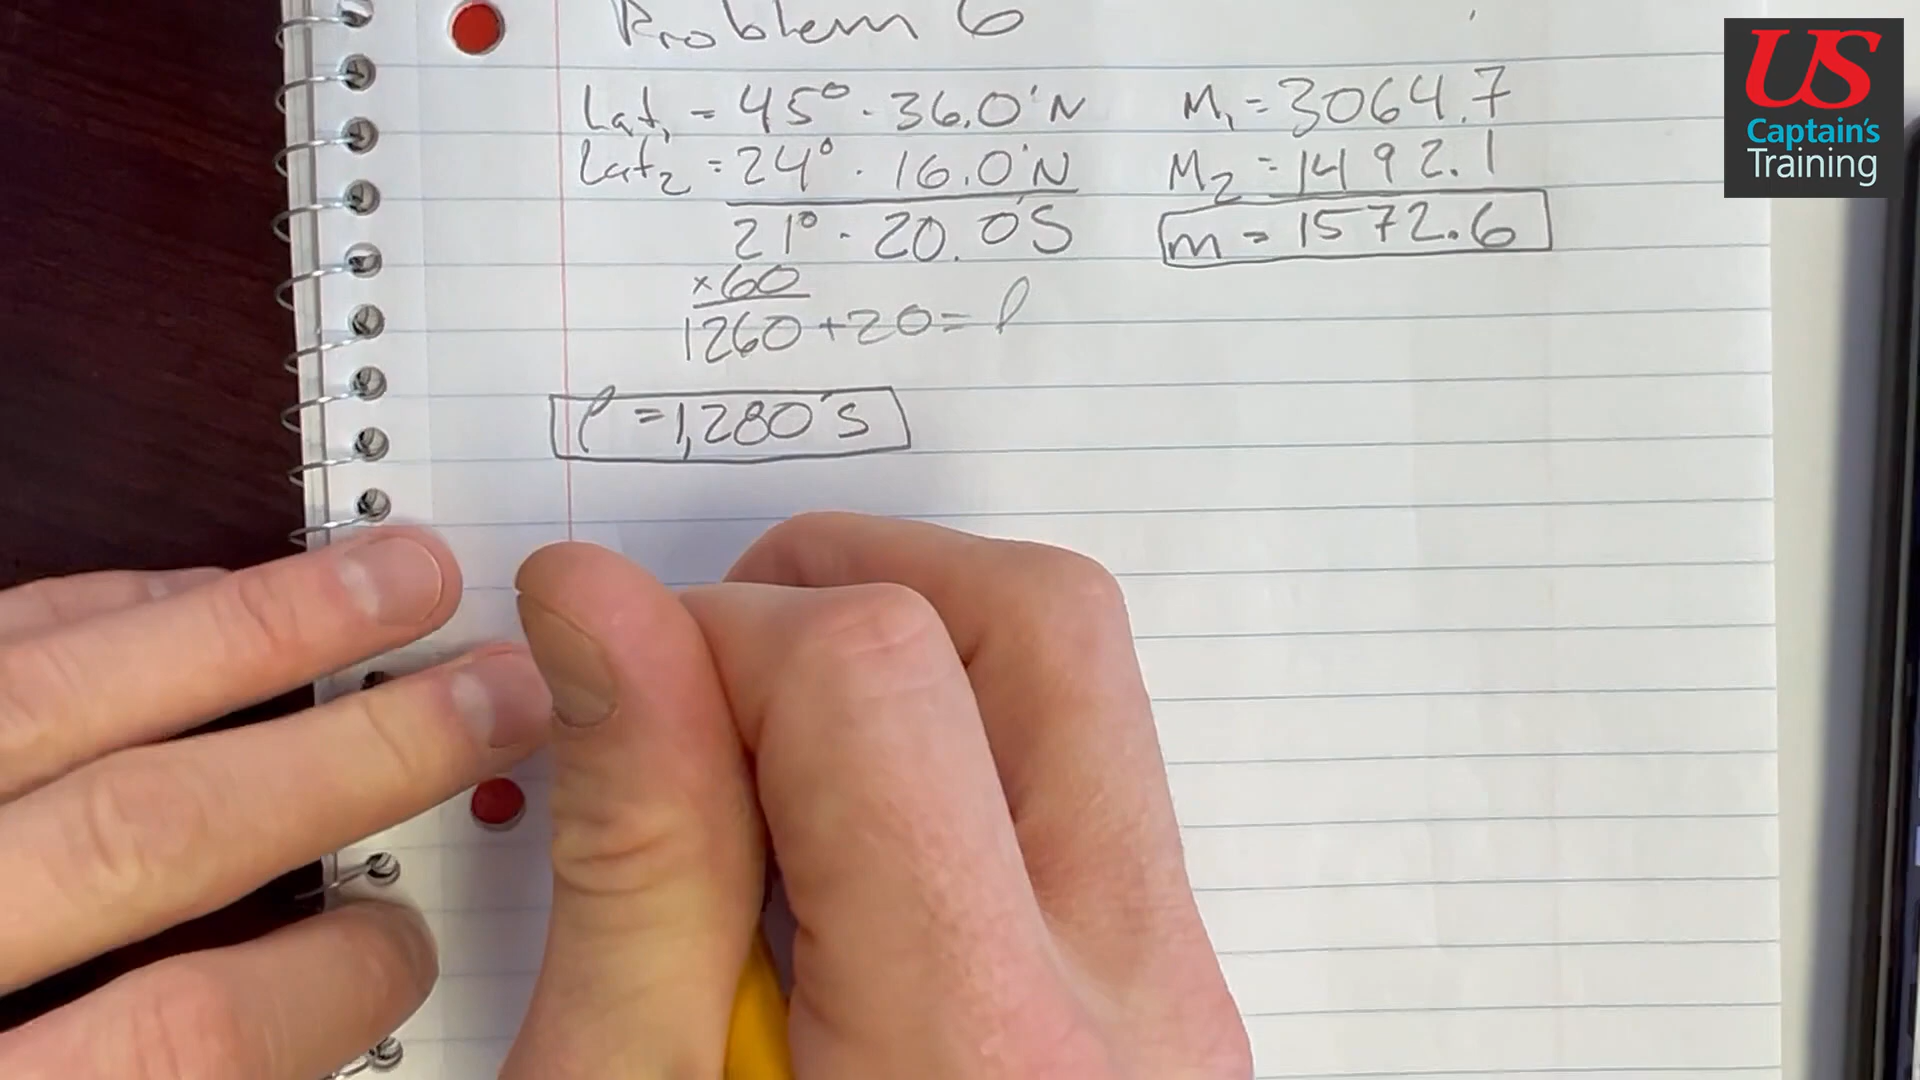 Problem 6
Lat₁ = 45° · 36.0'N M₁ = 3064.7
Lat₂ = 24° · 16.0'N M₂ = 1492.1
21° · 20.0'S m = 1572.6
×60
1260 + 20 = l
l = 1,280's
US
Captain's
Training